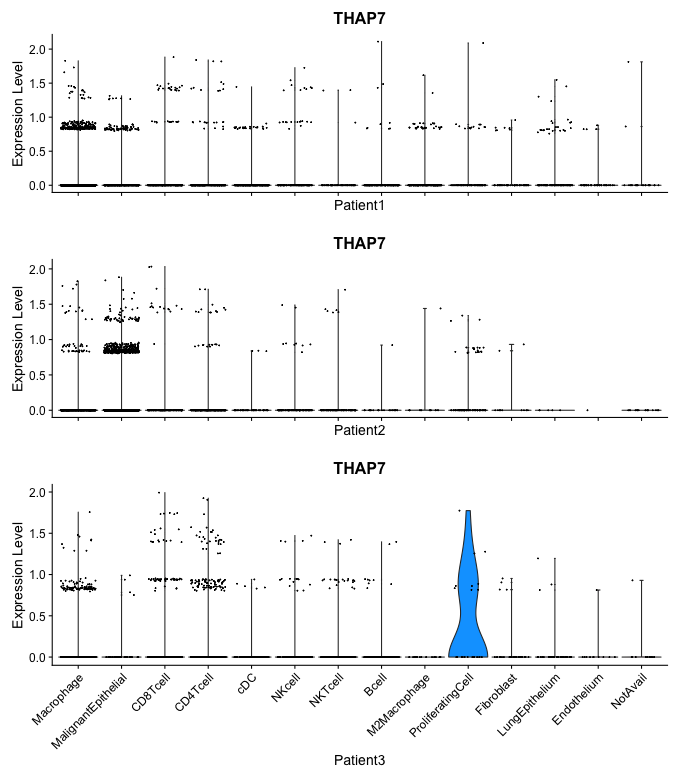 THAP7
Expression Level
2.0
1.5
1.0
0.5
0.0
Patient1
THAP7
Expression Level
2.0
1.5
1.0
0.5
0.0
Patient2
THAP7
Expression Level
2.0
1.5
1.0
0.5
0.0
Macrophage
MalignantEpithelial
CD8Tcell
CD4Tcell
cDC
NKcell
NKTcell
Bcell
M2Macrophage
ProliferatingCell
Fibroblast
LungEpithelium
Endothelium
NotAvail
Patient3